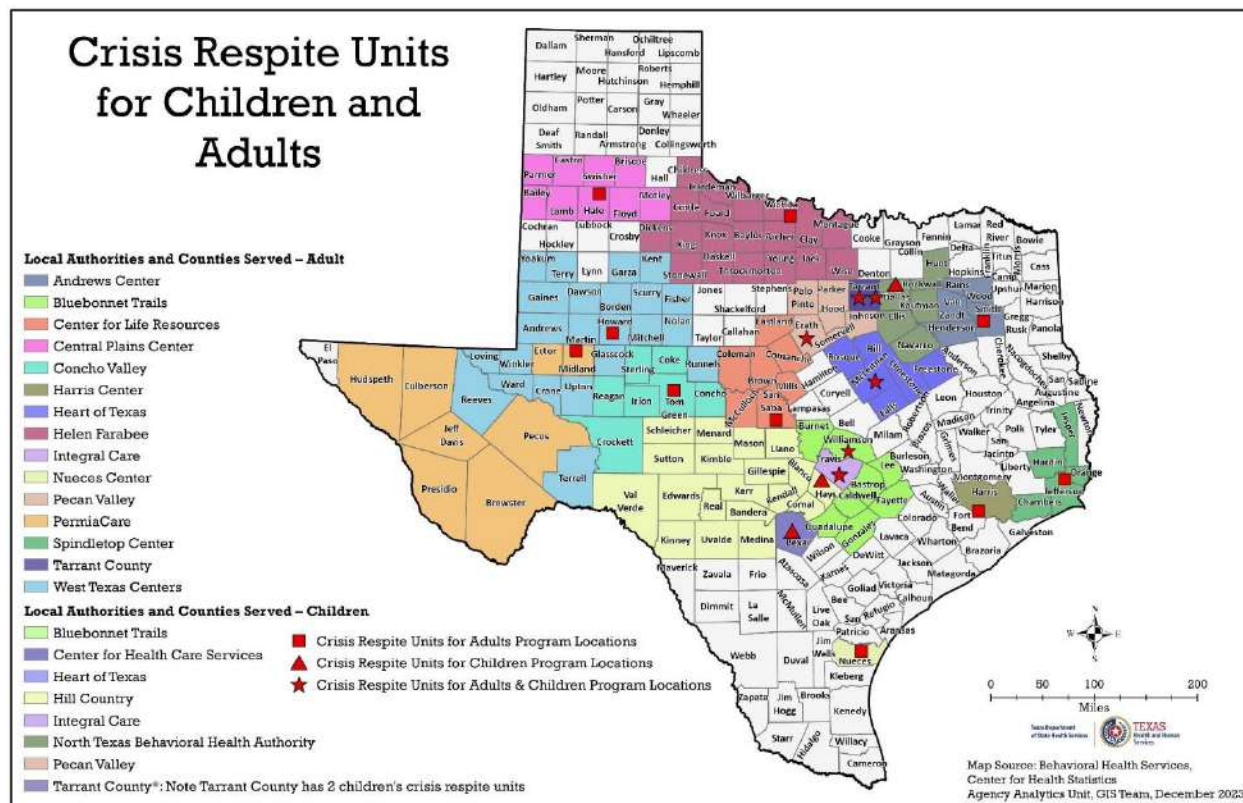 Crisis Respite Units
for Children and
Adults
Local Authorities and Counties Served – Adult
Andrews Center
Bluebonnet Trails
Center for Life Resources
Central Plains Center
Concho Valley
Harris Center
Heart of Texas
Helen Farabee
Integral Care
Nueces Center
Pecan Valley
PermiaCare
Spindletop Center
Tarrant County
West Texas Centers
Local Authorities and Counties Served – Children
Bluebonnet Trails
Center for Health Care Services
Heart of Texas
Hill Country
Integral Care
North Texas Behavioral Health Authority
Pecan Valley
Tarrant County*: Note Tarrant County has 2 children's crisis respite units
Crisis Respite Units for Adults Program Locations
Crisis Respite Units for Children Program Locations
Crisis Respite Units for Adults & Children Program Locations
Dallam Sherman Hansford Ochiltree Lipscomb
Hartley Moore Hutchinson Roberts Hemphill
Oldham Potter Carson Gray Wheeler
Deaf Smith Randall Armstrong Donley Collingsworth
Parmer Castro Swisher Briscoe Hall Childress
Bailey Lamb Hale Floyd Motley Cottle Foard Wilbarger
Cochran Hockley Lubbock Crosby Dickens King Knox Baylor Archer Clay Montague Cooke Grayson Fennin Lamar Red River Bowie
Yoakum Terry Lynn Garza Kent Stonewall Haskell Throckmorton Young Jack Wise Denton Collin Hunt Delta Hopkins Franklin Titus Morris Cass
Gaines Dawson Borden Scurry Fisher Jones Shackelford Stephens Palo Pinto Parker Tarrant Dallas Rockwall Kaufman Rains Wood Camp Upshur Marion Harrison
Andrews Martin Howard Mitchell Nolan Taylor Callahan Eastland Erath Hood Somervell Johnson Ellis Van Zandt Smith Gregg Rusk Panola
El Paso Hudspeth Culberson Loving Winkler Ector Midland Glasscock Sterling Coke Runnels Coleman Brown Comanche Hamilton Bosque Hill Navarro Henderson Anderson Cherokee Nacogdoches Shelby
Reeves Ward Crane Upton Reagan Irion Tom Green Concho McCulloch San Saba Mills Lampasas Coryell McLennan Limestone Freestone Falls Leon Houston Angelina San Augustine Sabine
Jeff Davis Pecos Crockett Schleicher Menard Mason Llano Burnet Bell Milam Robertson Brazos Madison Trinity Polk Tyler Jasper Newton
Presidio Brewster Terrell Sutton Kimble Gillespie Blanco Travis Williamson Lee Burleson Washington Grimes Walker San Jacinto Liberty Hardin Orange
Val Verde Edwards Real Kerr Bandera Kendall Comal Hays Caldwell Bastrop Fayette Austin Waller Montgomery Harris Chambers Jefferson
Kinney Uvalde Medina Bexar Guadalupe Gonzales Lavaca Colorado Wharton Fort Bend Brazoria Galveston
Maverick Zavala Frio Atascosa Wilson Karnes DeWitt Jackson Matagorda
Dimmit La Salle McMullen Live Oak Bee Goliad Victoria Calhoun Refugio
Webb Duval Jim Wells San Patricio Aransas Nueces Kleberg
Zapata Jim Hogg Brooks Kenedy
Starr Hidalgo Willacy Cameron
W E
0 50 100 200
Miles
Texas Department
of State Health Services
TEXAS
Health and Human
Services
Map Source: Behavioral Health Services,
Center for Health Statistics
Agency Analytics Unit, GIS Team, December 2023